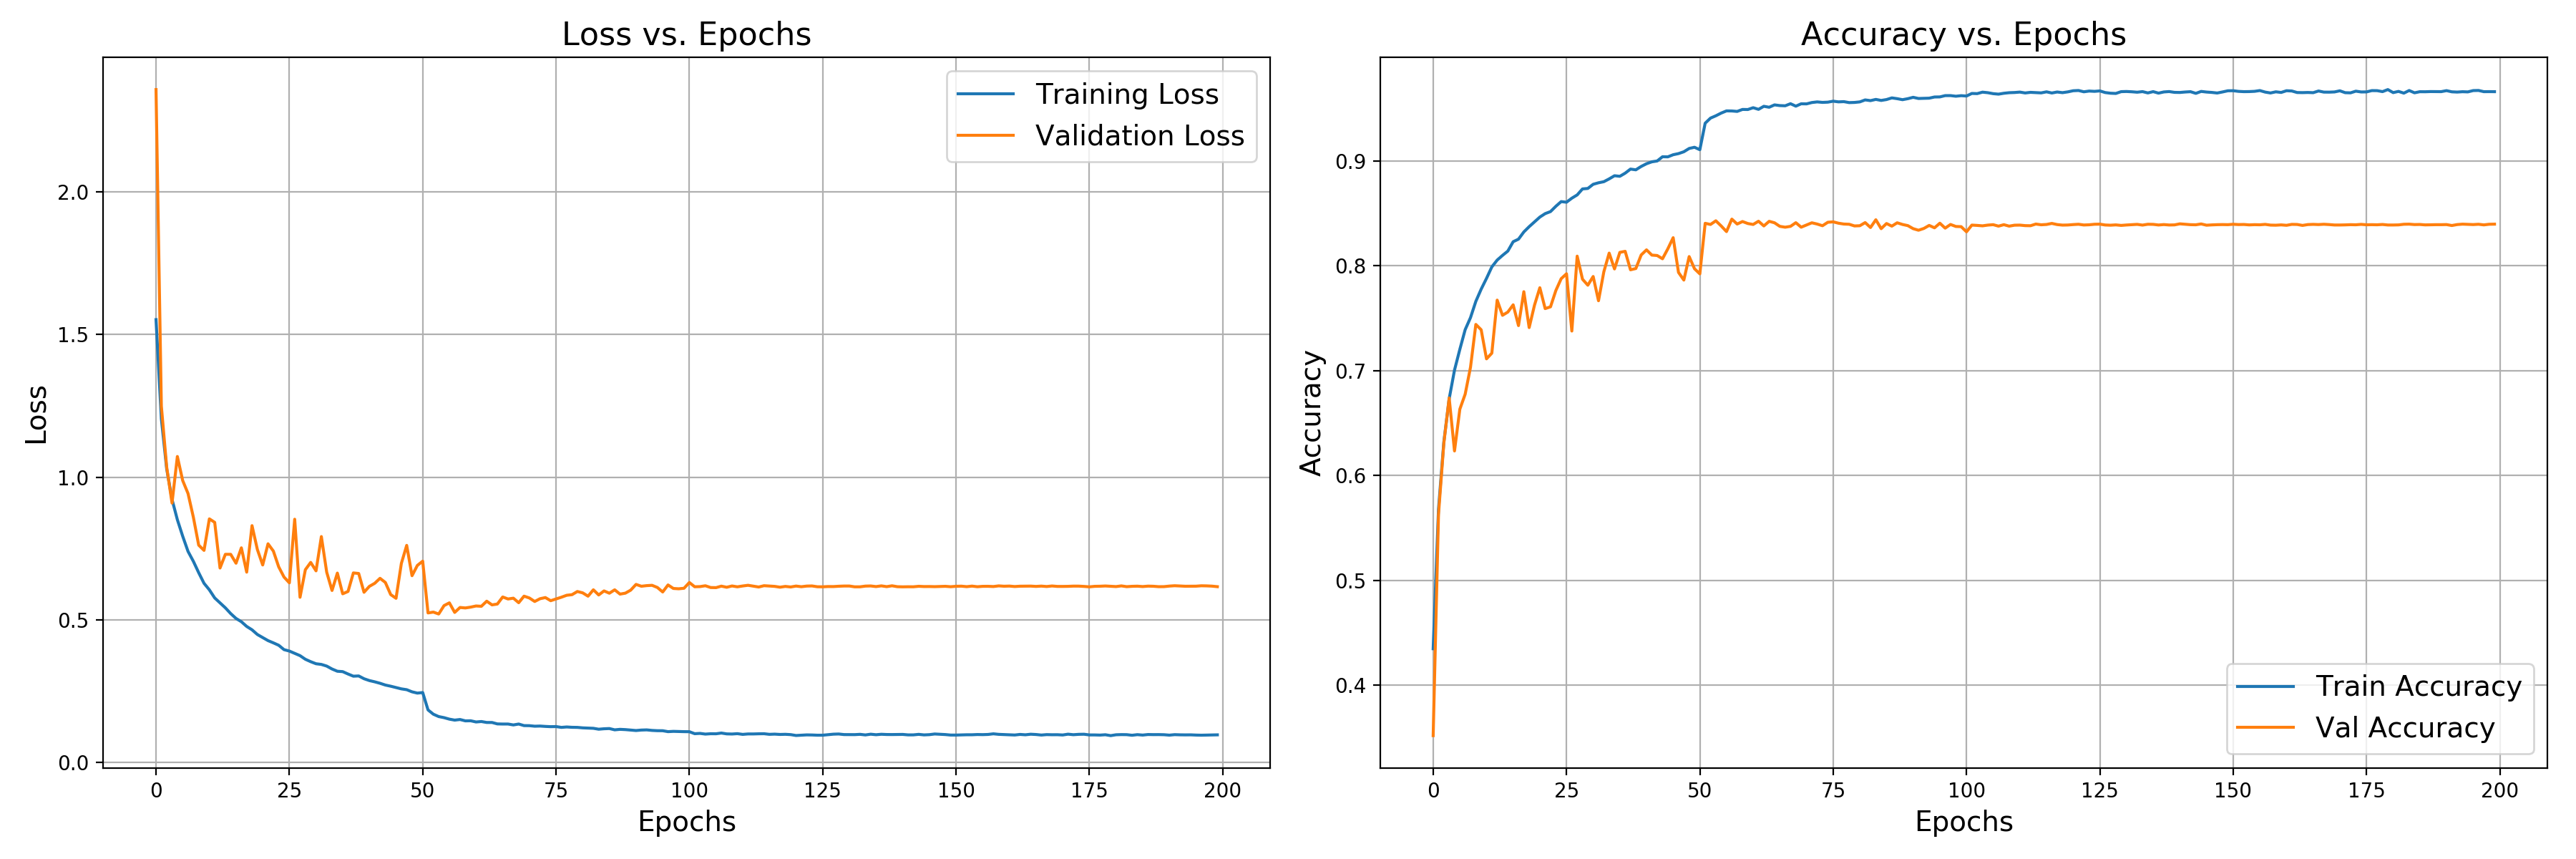 Loss vs. Epochs
Training Loss
Validation Loss
2.0
1.5
1.0
0.5
0.0
Loss
0 25 50 75 100 125 150 175 200
Epochs
Accuracy vs. Epochs
0.9
0.8
0.7
0.6
0.5
0.4
Accuracy
Train Accuracy
Val Accuracy
0 25 50 75 100 125 150 175 200
Epochs